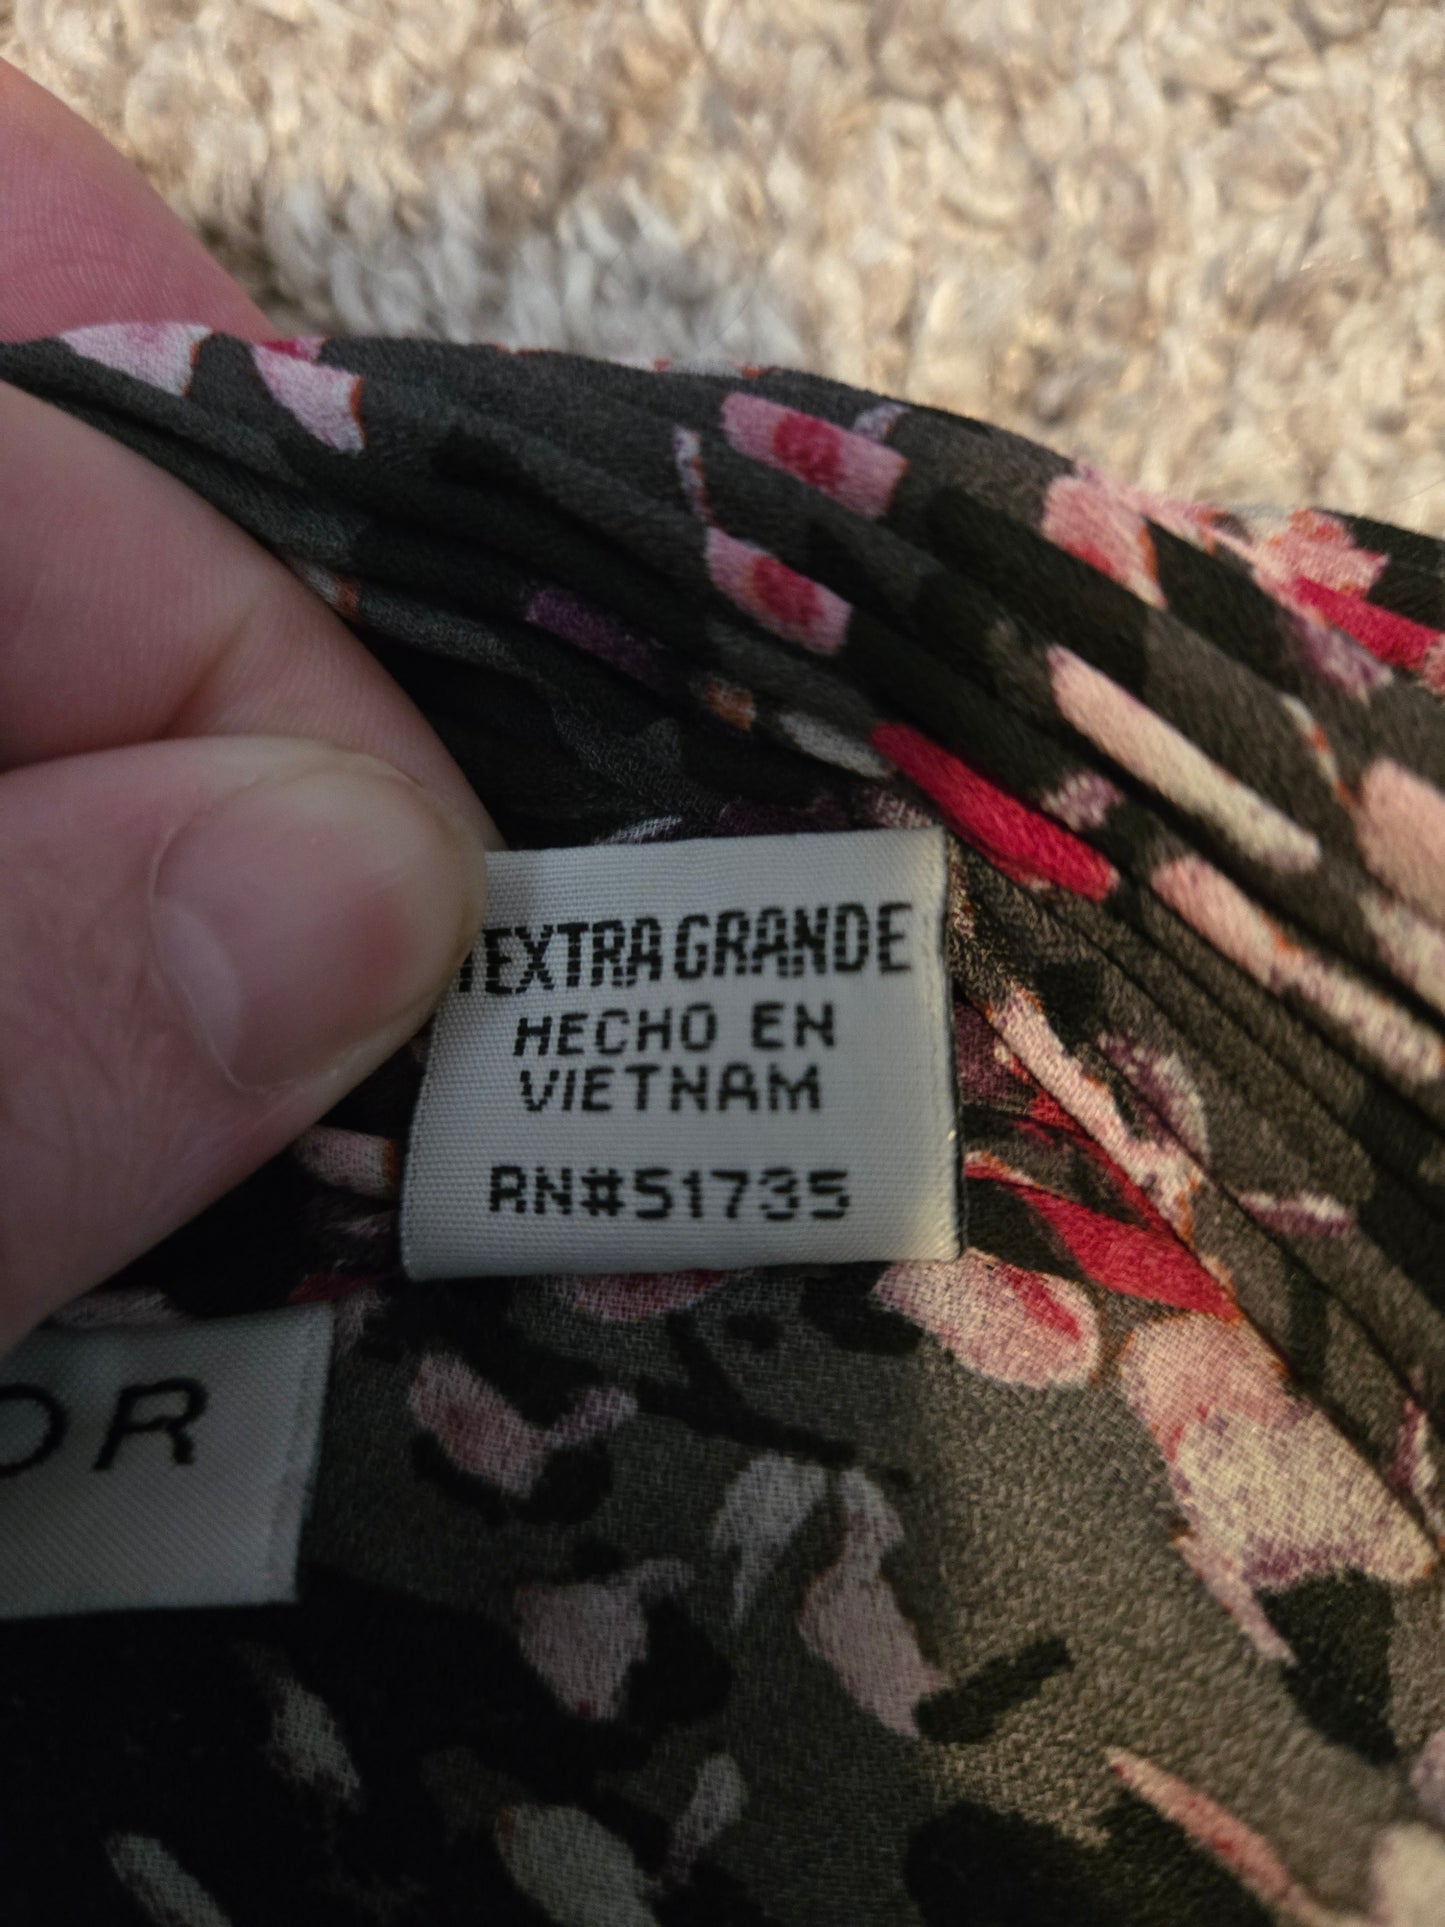 EXTRA GRANDE
HECHO EN
VIETNAM
RN#51735
OR